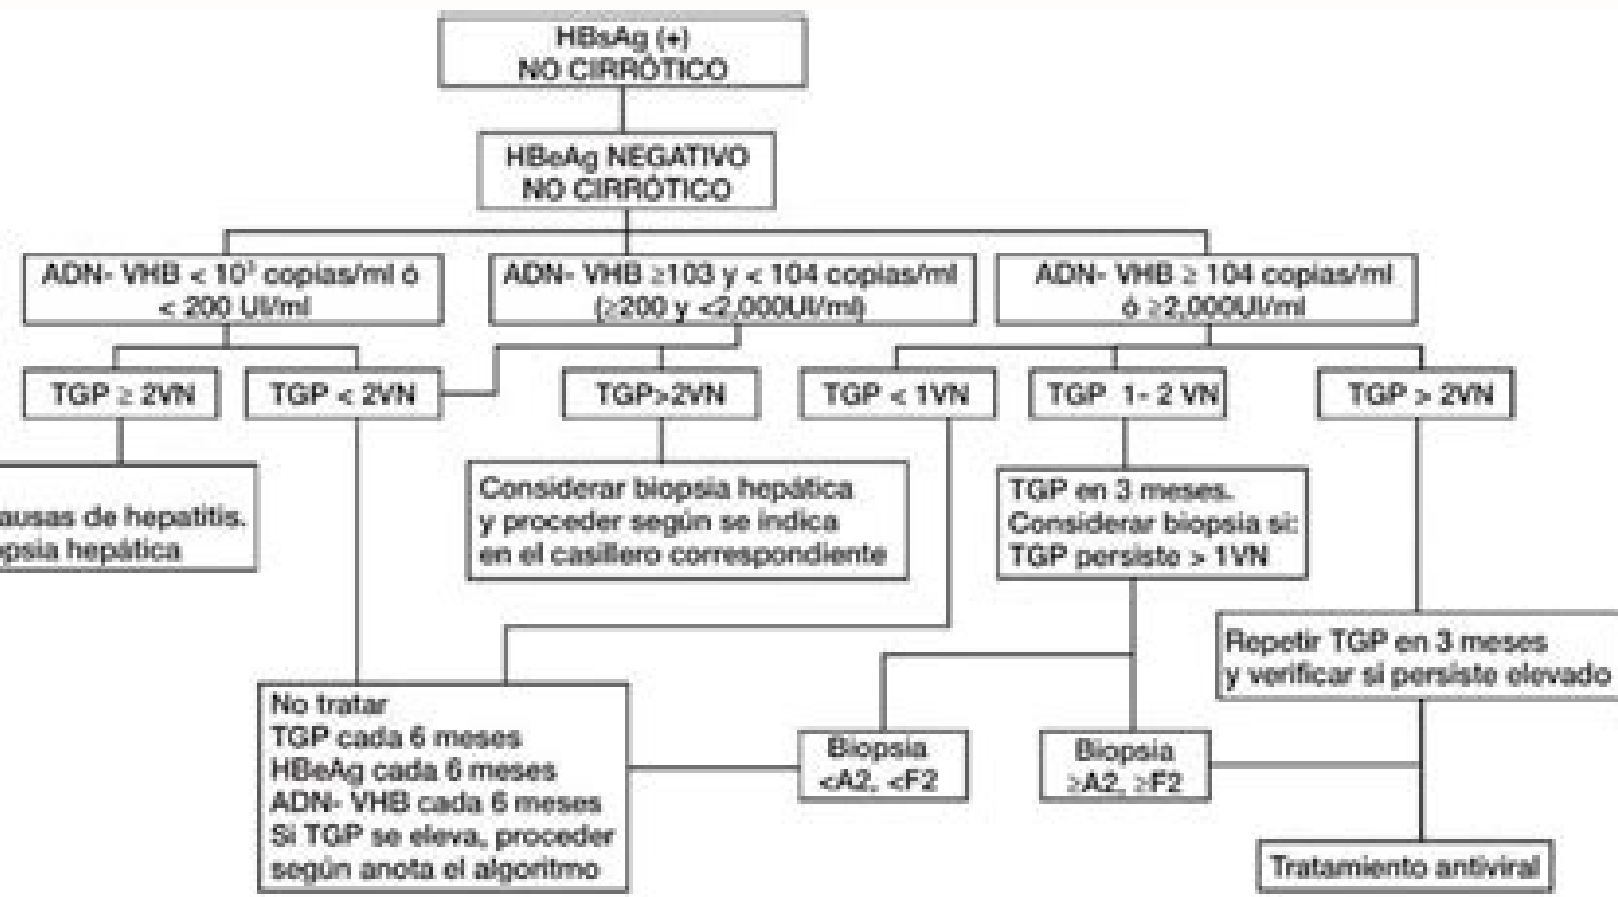 HBsAg (+)
NO CIRRÓTICO
HBeAg NEGATIVO
NO CIRRÓTICO
ADN- VHB < 10³ copias/ml ó
< 200 UI/ml
ADN- VHB ≥103 y < 104 copias/ml
(≥200 y <2,000UI/ml)
ADN- VHB ≥ 104 copias/ml
ó ≥2,000UI/ml
TGP ≥ 2VN
TGP < 2VN
TGP>2VN
TGP < 1VN
TGP 1- 2 VN
TGP > 2VN
ausas de hepatitis.
opsia hepática
Considerar biopsia hepática
y proceder según se indica
en el casillero correspondiente
TGP en 3 meses.
Considerar biopsia si:
TGP persiste > 1VN
Repetir TGP en 3 meses
y verificar si persiste elevado
No tratar
TGP cada 6 meses
HBeAg cada 6 meses
ADN- VHB cada 6 meses
Si TGP se eleva, proceder
según anota el algoritmo
Biopsia
<A2, <F2
Biopsia
≥A2, ≥F2
Tratamiento antiviral